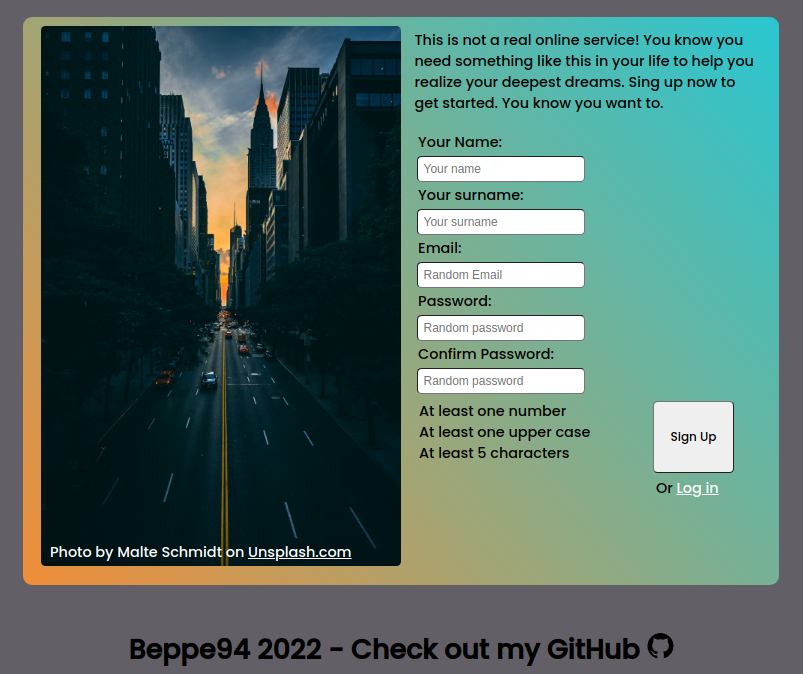 This is not a real online service! You know you
need something like this in your life to help you
realize your deepest dreams. Sing up now to
get started. You know you want to.
Your Name:
Your name
Your surname:
Your surname
Email:
Random Email
Password:
Random password
Confirm Password:
Random password
At least one number
At least one upper case
At least 5 characters
Sign Up
Or Log in
Photo by Malte Schmidt on Unsplash.com
Beppe94 2022 - Check out my GitHub